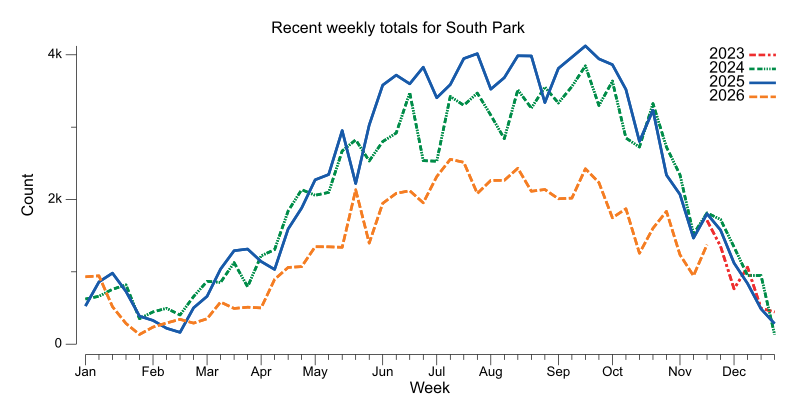 Recent weekly totals for South Park
2023
2024
2025
2026
4k
2k
0
Count
Jan Feb Mar Apr May Jun Jul Aug Sep Oct Nov Dec
Week